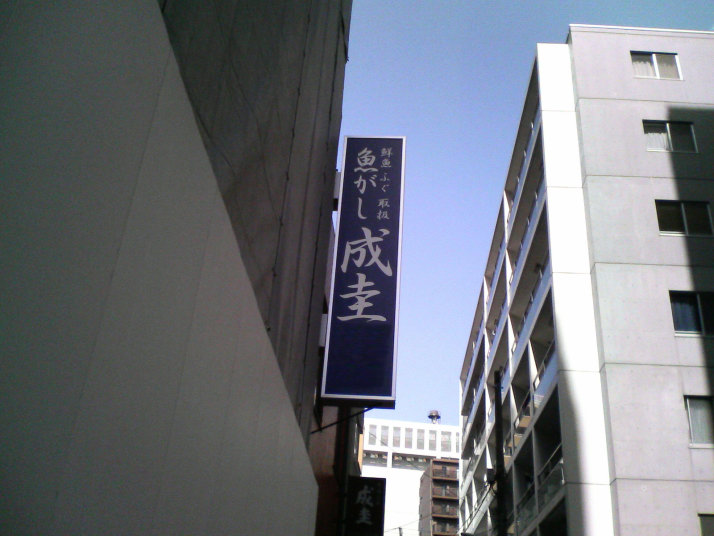 鮮魚 ふぐ 取扱
魚がし
成圭
成圭